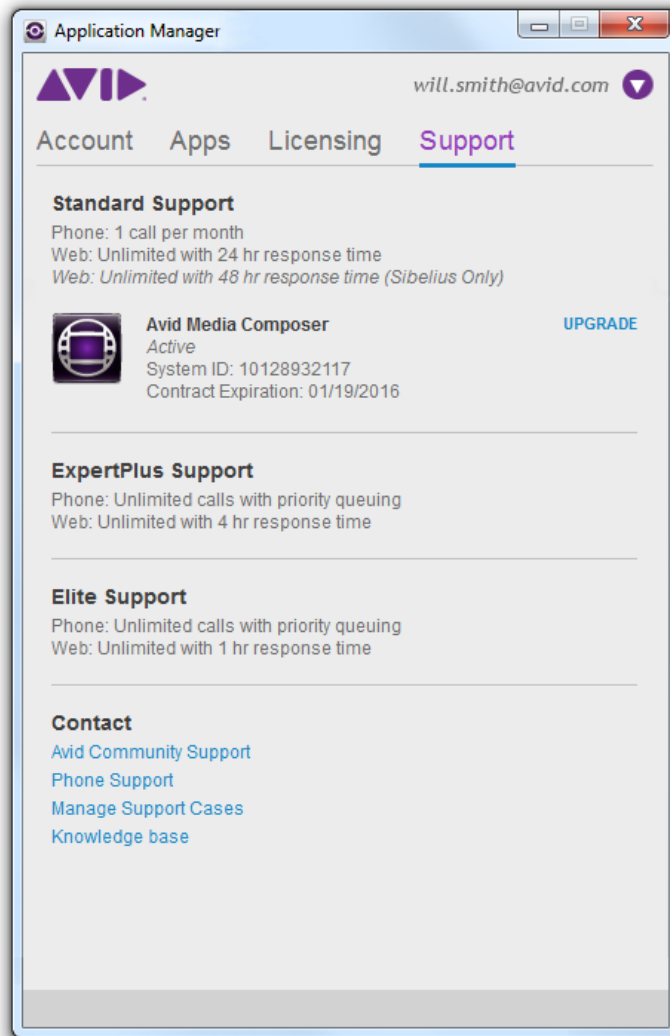 Application Manager
AVID
will.smith@avid.com
Account Apps Licensing Support
Standard Support
Phone: 1 call per month
Web: Unlimited with 24 hr response time
Web: Unlimited with 48 hr response time (Sibelius Only)
Avid Media Composer UPGRADE
Active
System ID: 10128932117
Contract Expiration: 01/19/2016
ExpertPlus Support
Phone: Unlimited calls with priority queuing
Web: Unlimited with 4 hr response time
Elite Support
Phone: Unlimited calls with priority queuing
Web: Unlimited with 1 hr response time
Contact
Avid Community Support
Phone Support
Manage Support Cases
Knowledge base